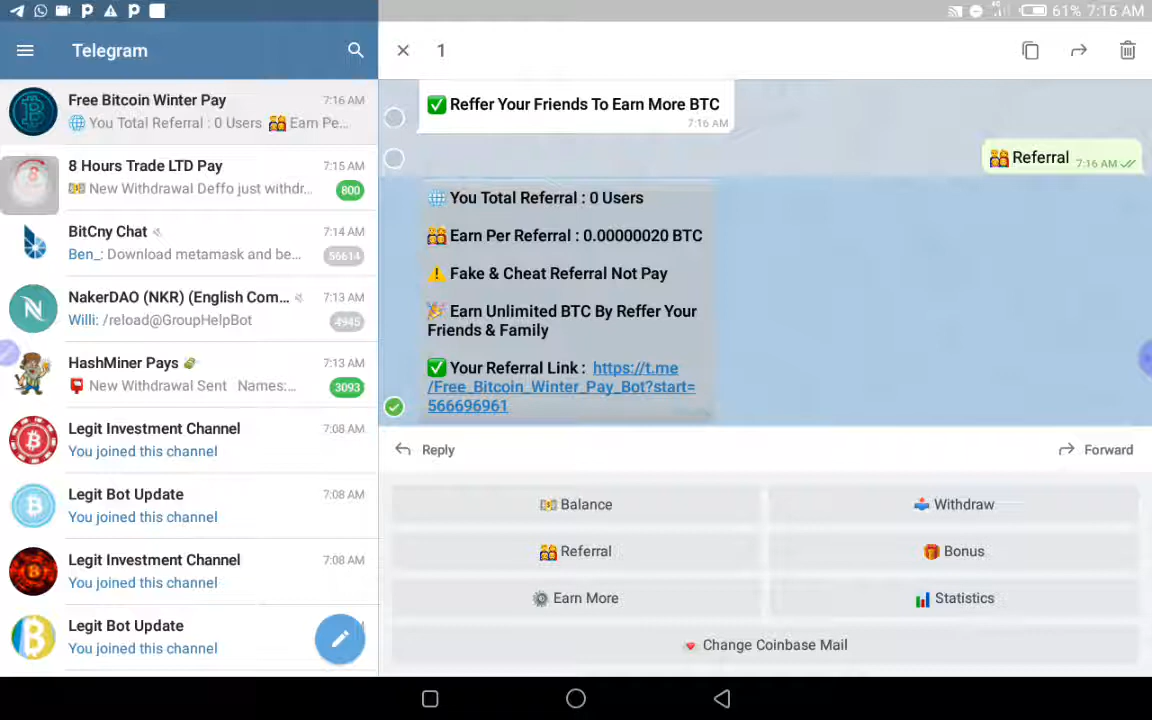 61% 7:16 AM
Telegram
1
Free Bitcoin Winter Pay 7:16 AM
You Total Referral : 0 Users Earn Pe...
8 Hours Trade LTD Pay 7:15 AM
New Withdrawal Deffo just withdr... 800
BitCny Chat 7:14 AM
Ben_: Download metamask and be... 56614
NakerDAO (NKR) (English Com... 7:13 AM
Willi: /reload@GroupHelpBot 4945
HashMiner Pays 7:13 AM
New Withdrawal Sent Names:... 3093
Legit Investment Channel 7:08 AM
You joined this channel
Legit Bot Update 7:08 AM
You joined this channel
Legit Investment Channel 7:08 AM
You joined this channel
Legit Bot Update 7:08 AM
You joined this channel
Reffer Your Friends To Earn More BTC
7:16 AM
Referral 7:16 AM
You Total Referral : 0 Users
Earn Per Referral : 0.00000020 BTC
Fake & Cheat Referral Not Pay
Earn Unlimited BTC By Reffer Your
Friends & Family
Your Referral Link : https://t.me
/Free_Bitcoin_Winter_Pay_Bot?start=
566696961
Reply Forward
Balance Withdraw
Referral Bonus
Earn More Statistics
Change Coinbase Mail